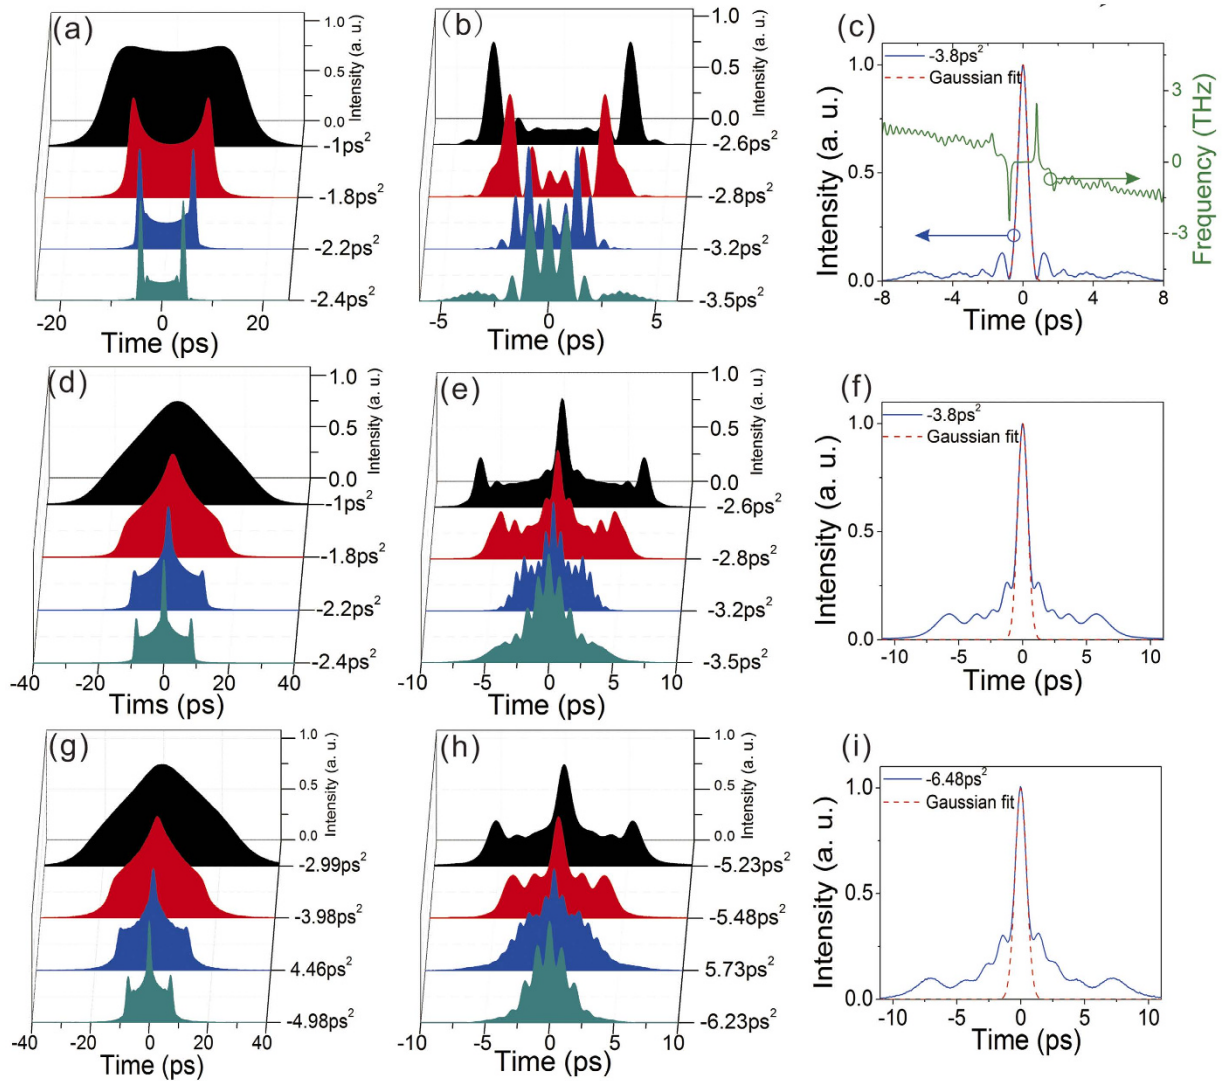 (a)
1.0
0.5
0.0
Intensity (a. u.)
-1ps²
-1.8ps²
-2.2ps²
-2.4ps²
-20 0 20
Time (ps)
(b)
1.0
0.5
0.0
Intensity (a. u.)
-2.6ps²
-2.8ps²
-3.2ps²
-3.5ps²
-5 0 5
Time (ps)
(c)
-3.8ps²
Gaussian fit
1.0
0.5
0.0
Intensity (a. u.)
3
0
-3
Frequency (THz)
-8 -4 0 4 8
Time (ps)
(d)
1.0
0.5
0.0
Intensity (a. u.)
-1ps²
-1.8ps²
-2.2ps²
-2.4ps²
-40 -20 0 20 40
Tims (ps)
(e)
1.0
0.5
0.0
Intensity (a. u.)
-2.6ps²
-2.8ps²
-3.2ps²
-3.5ps²
-10 -5 0 5 10
Time (ps)
(f)
-3.8ps²
Gaussian fit
1.0
0.5
0.0
Intensity (a. u.)
-10 -5 0 5 10
Time (ps)
(g)
1.0
0.5
0.0
Intensity (a. u.)
-2.99ps²
-3.98ps²
4.46ps²
-4.98ps²
-40 -20 0 20 40
Time (ps)
(h)
1.0
0.5
0.0
Intensity (a. u.)
-5.23ps²
-5.48ps²
5.73ps²
-6.23ps²
-10 -5 0 5 10
Time (ps)
(i)
-6.48ps²
Gaussian fit
1.0
0.5
0.0
Intensity (a. u.)
-10 -5 0 5 10
Time (ps)